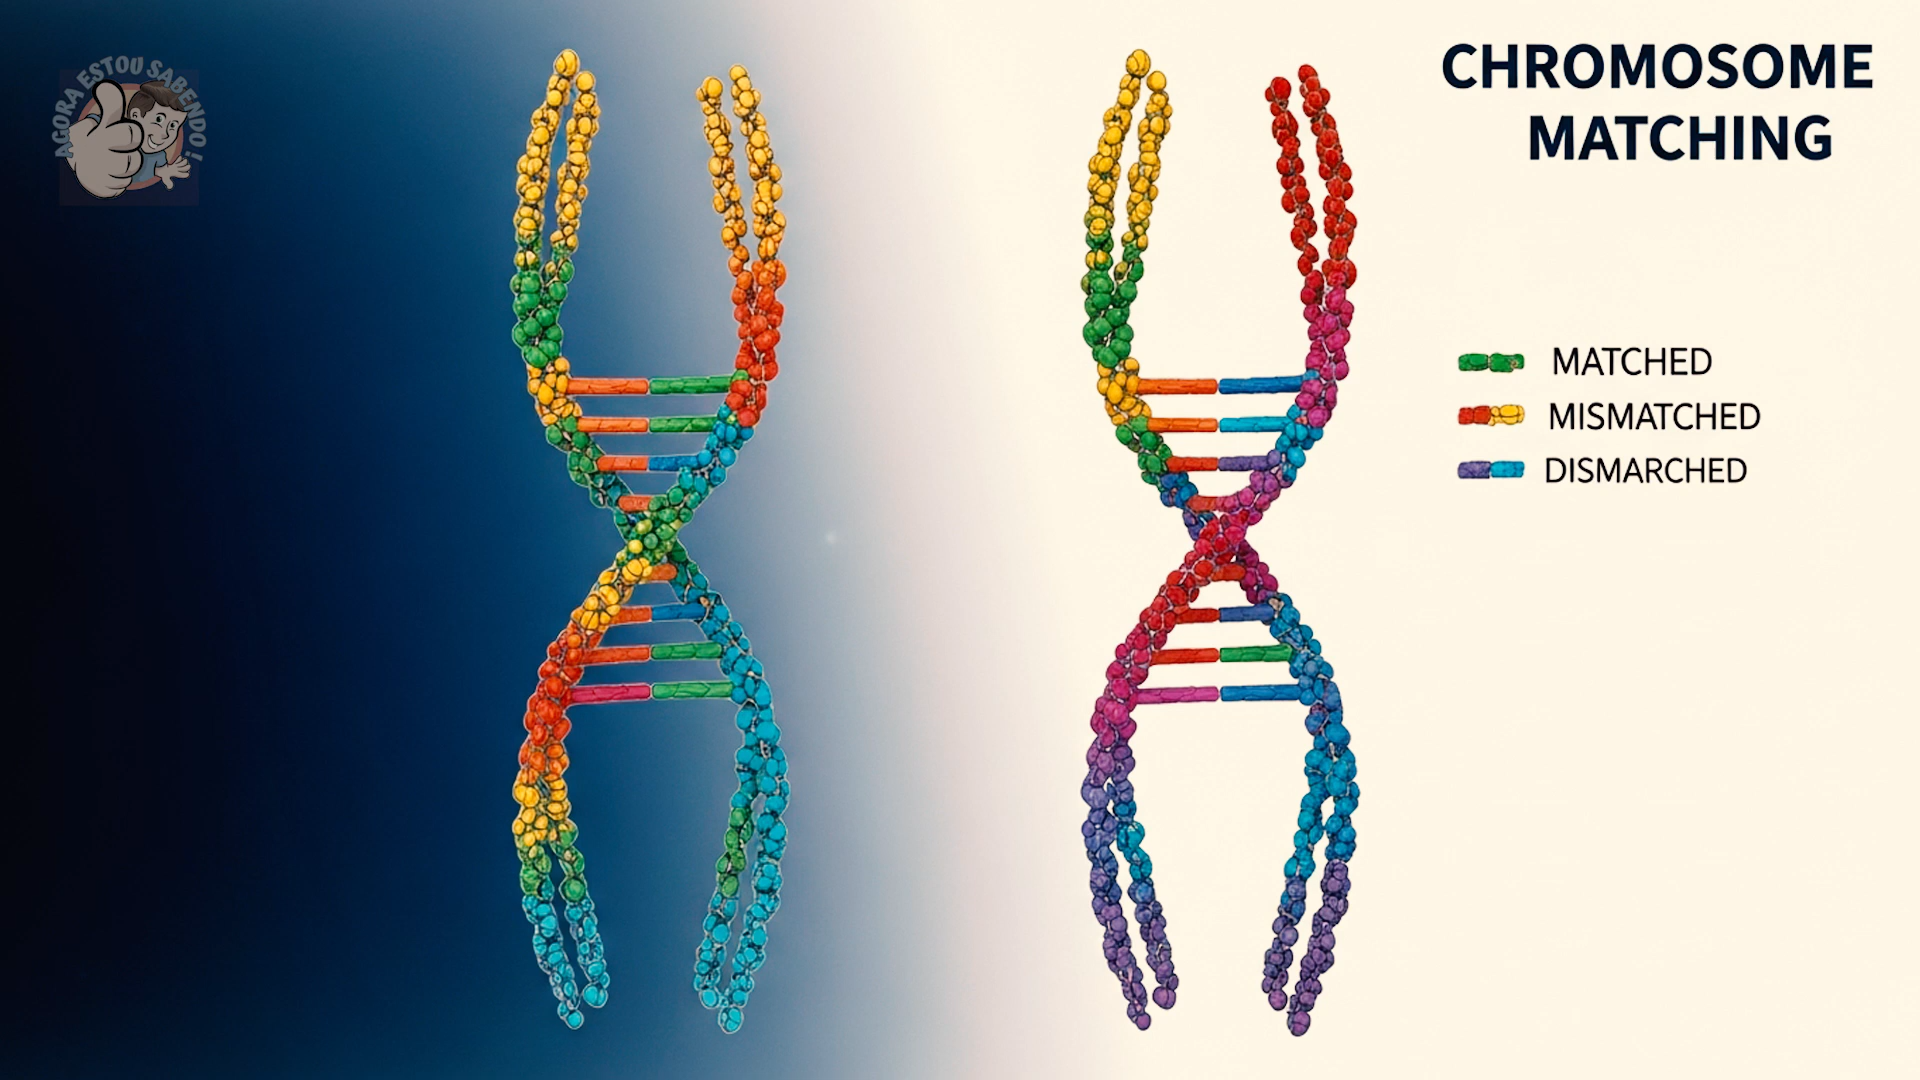 AGORA ESTOU SABENDO!
CHROMOSOME
MATCHING
MATCHED
MISMATCHED
DISMARCHED